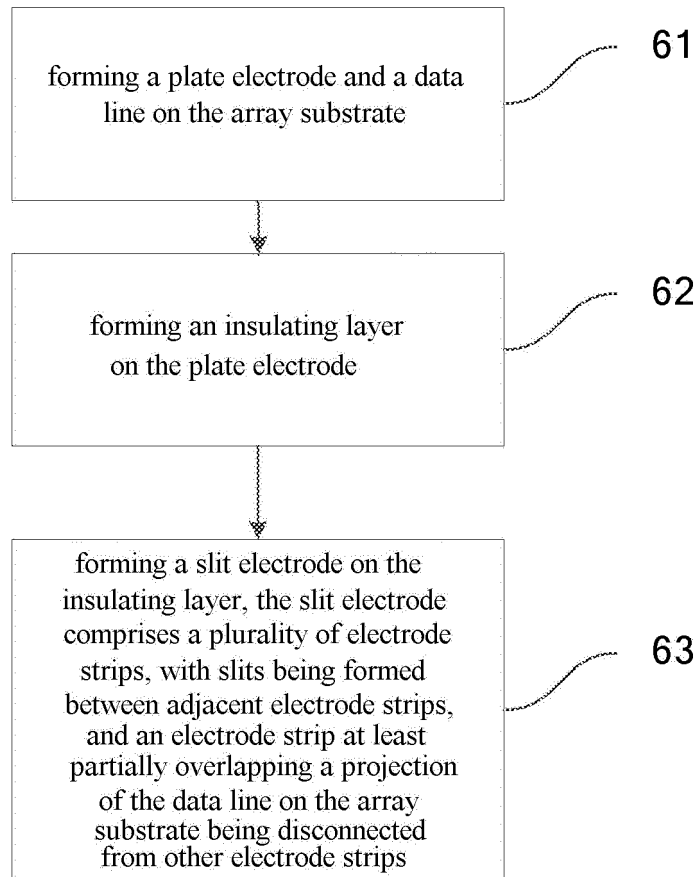 forming a plate electrode and a data
line on the array substrate
61
forming an insulating layer
on the plate electrode
62
forming a slit electrode on the
insulating layer, the slit electrode
comprises a plurality of electrode
strips, with slits being formed
between adjacent electrode strips,
and an electrode strip at least
partially overlapping a projection
of the data line on the array
substrate being disconnected
from other electrode strips
63